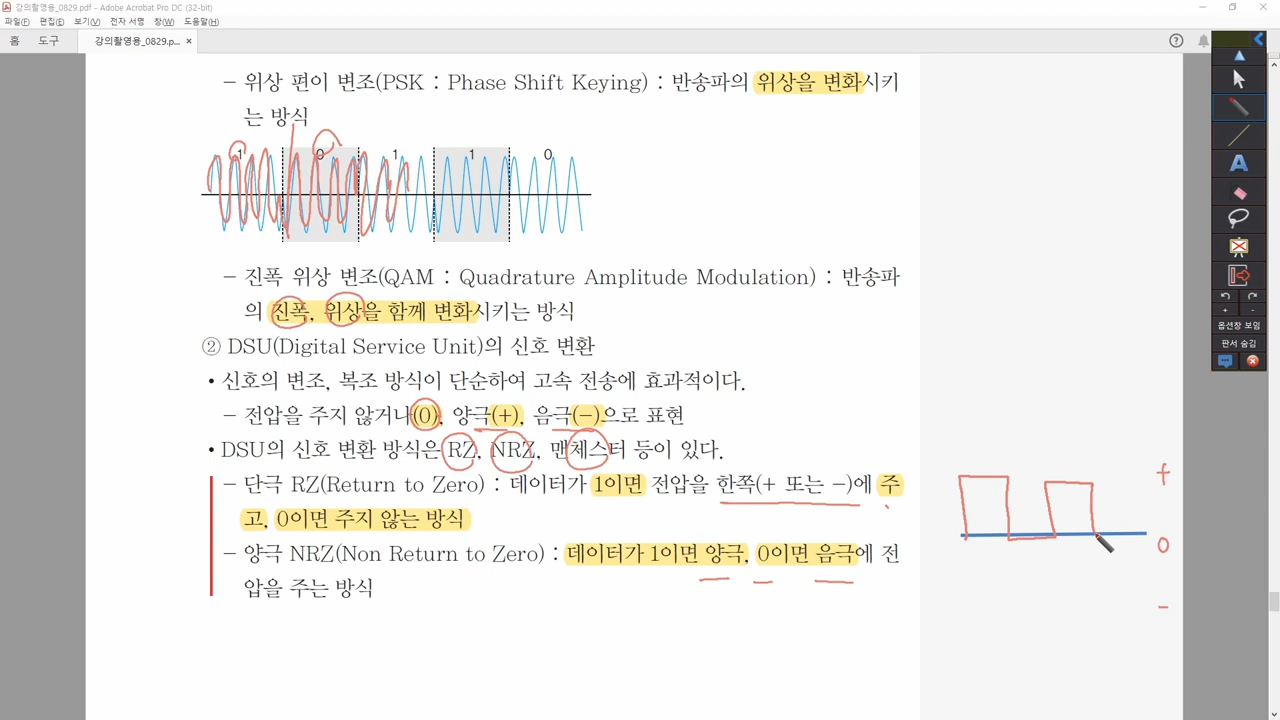 강의촬영용_0829.pdf - Adobe Acrobat Pro DC (32-bit)
파일(F) 편집(E) 보기(V) 전자 서명 창(W) 도움말(H)
홈 도구 강의촬영용_0829.p... ×
– 위상 편이 변조(PSK : Phase Shift Keying) : 반송파의 위상을 변화시키
는 방식
1 0 1 1 0
– 진폭 위상 변조(QAM : Quadrature Amplitude Modulation) : 반송파
의 진폭, 위상을 함께 변화시키는 방식
② DSU(Digital Service Unit)의 신호 변환
• 신호의 변조, 복조 방식이 단순하여 고속 전송에 효과적이다.
– 전압을 주지 않거나(0), 양극(+), 음극(–)으로 표현
• DSU의 신호 변환 방식은 RZ, NRZ, 맨체스터 등이 있다.
– 단극 RZ(Return to Zero) : 데이터가 1이면 전압을 한쪽(+ 또는 –)에 주
고, 0이면 주지 않는 방식
– 양극 NRZ(Non Return to Zero) : 데이터가 1이면 양극, 0이면 음극에 전
압을 주는 방식
+
0
–
A
+ -
옵션창 보임
판서 숨김